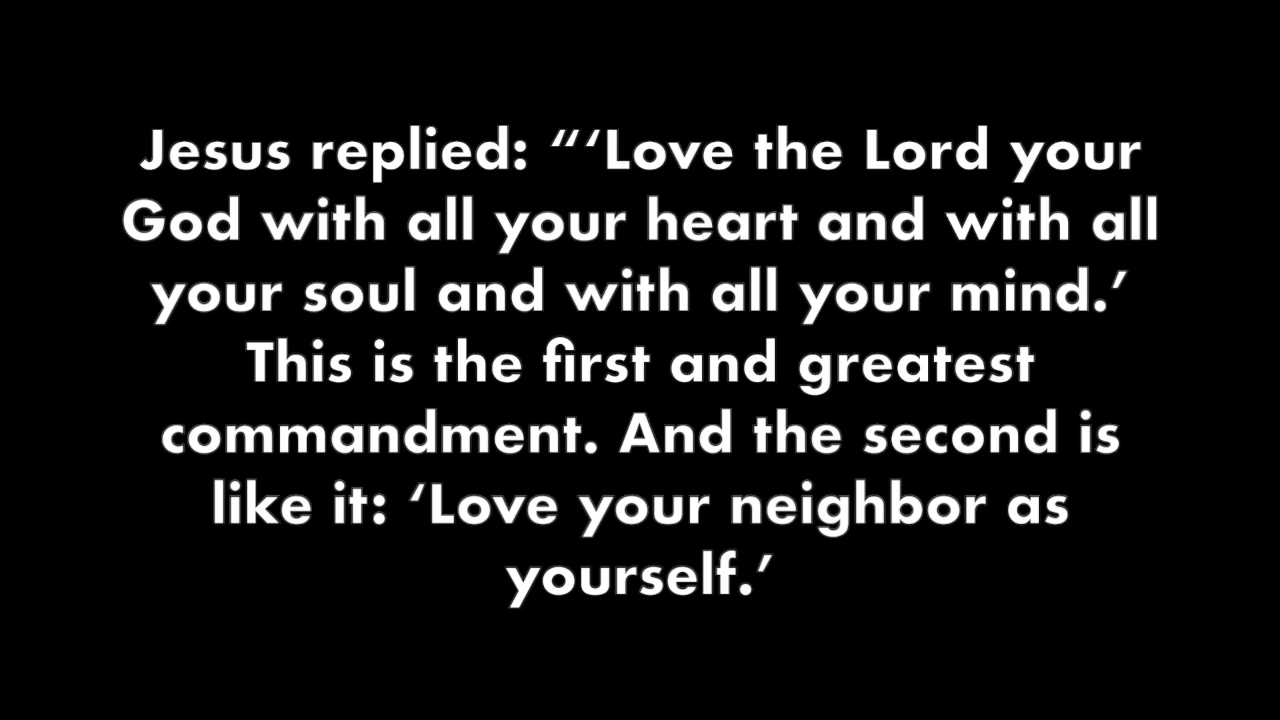 Jesus replied: “‘Love the Lord your
God with all your heart and with all
your soul and with all your mind.’
This is the first and greatest
commandment. And the second is
like it: ‘Love your neighbor as
yourself.’